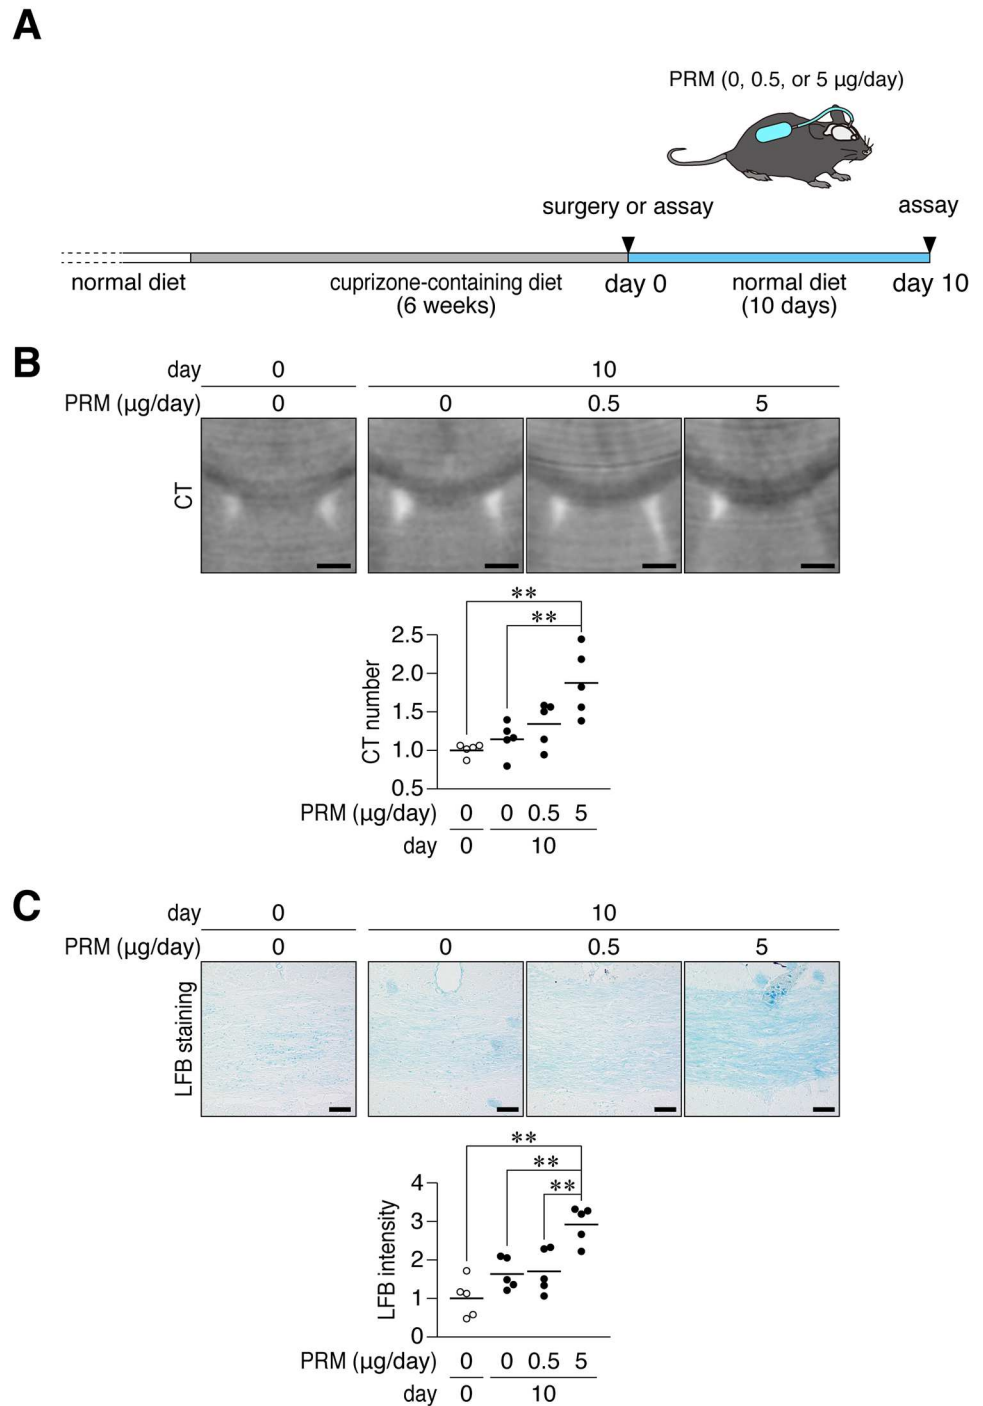 A
PRM (0, 0.5, or 5 µg/day)
surgery or assay
assay
normal diet
cuprizone-containing diet
(6 weeks)
day 0
normal diet
(10 days)
day 10
B
day 0 10
PRM (µg/day) 0 0 0.5 5
CT
**
**
2.5
2.0
1.5
1.0
0.5
CT number
PRM (µg/day) 0 0 0.5 5
day 0 10
C
day 0 10
PRM (µg/day) 0 0 0.5 5
LFB staining
**
**
**
4
3
2
1
0
LFB intensity
PRM (µg/day) 0 0 0.5 5
day 0 10